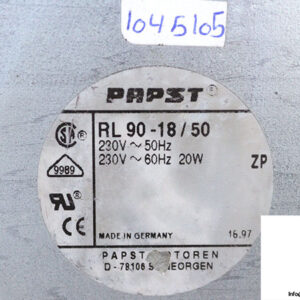 1045105
PAPST
RL 90-18/50
230V ~ 50Hz
230V ~ 60Hz 20W
ZP
9989
MADE IN GERMANY
16.97
PAPST
D - 78106